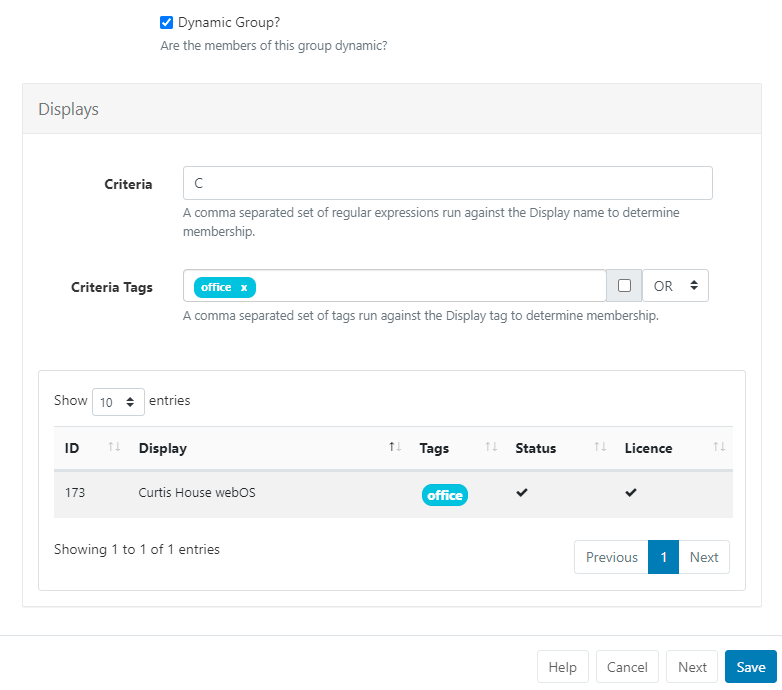 Dynamic Group?
Are the members of this group dynamic?
Displays
Criteria
C
A comma separated set of regular expressions run against the Display name to determine
membership.
Criteria Tags
office x
OR
A comma separated set of tags run against the Display tag to determine membership.
Show 10 entries
ID Display Tags Status Licence
173 Curtis House webOS office
Showing 1 to 1 of 1 entries
Previous 1 Next
Help Cancel Next Save